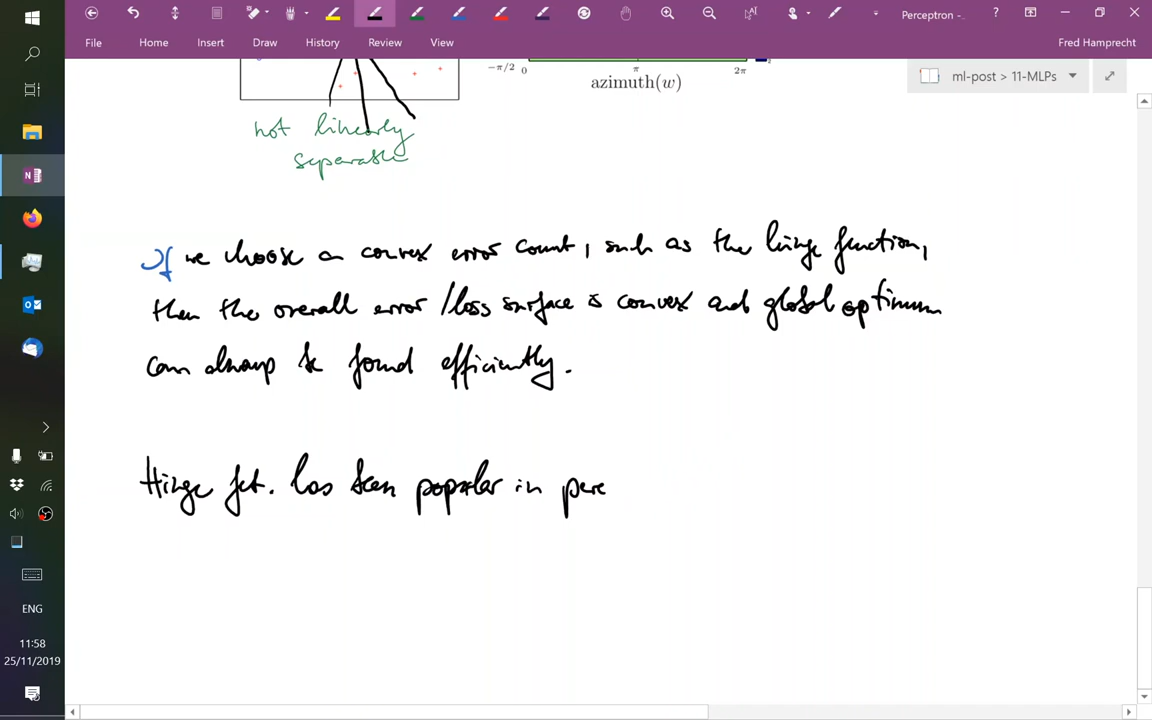 Perceptron -...
File Home Insert Draw History Review View
Fred Hamprecht
ml-post > 11-MLPs
−π/2 0 π 2π
azimuth(w)
not linearly
separable
If we choose a convex error count, such as the hinge function,
then the overall error / loss surface is convex and global optimum
can always be found efficiently.
Hinge fct. has been popular in perc
ENG
11:58
25/11/2019